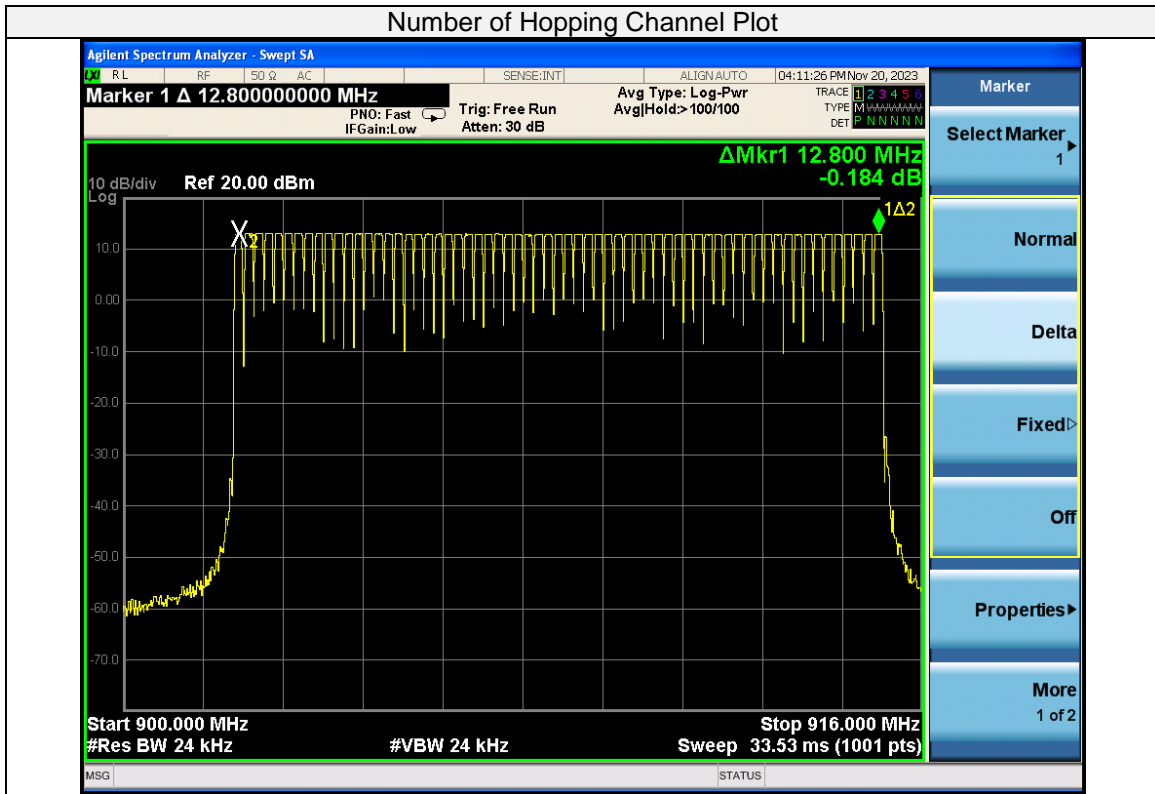 Number of Hopping Channel Plot
Agilent Spectrum Analyzer - Swept SA
LXI RL RF 50 Ω AC SENSE:INT ALIGN AUTO 04:11:26 PM Nov 20, 2023
Marker 1 Δ 12.800000000 MHz
PNO: Fast
IFGain:Low
Trig: Free Run
Atten: 30 dB
Avg Type: Log-Pwr
Avg|Hold:>100/100
TRACE 1 2 3 4 5 6
TYPE M
DET P N N N N N
ΔMkr1 12.800 MHz
-0.184 dB
10 dB/div Ref 20.00 dBm
Log
1Δ2
2
10.0
0.00
-10.0
-20.0
-30.0
-40.0
-50.0
-60.0
-70.0
Start 900.000 MHz Stop 916.000 MHz
#Res BW 24 kHz #VBW 24 kHz Sweep 33.53 ms (1001 pts)
MSG STATUS
Marker
Select Marker
1
Normal
Delta
Fixed
Off
Properties
More
1 of 2